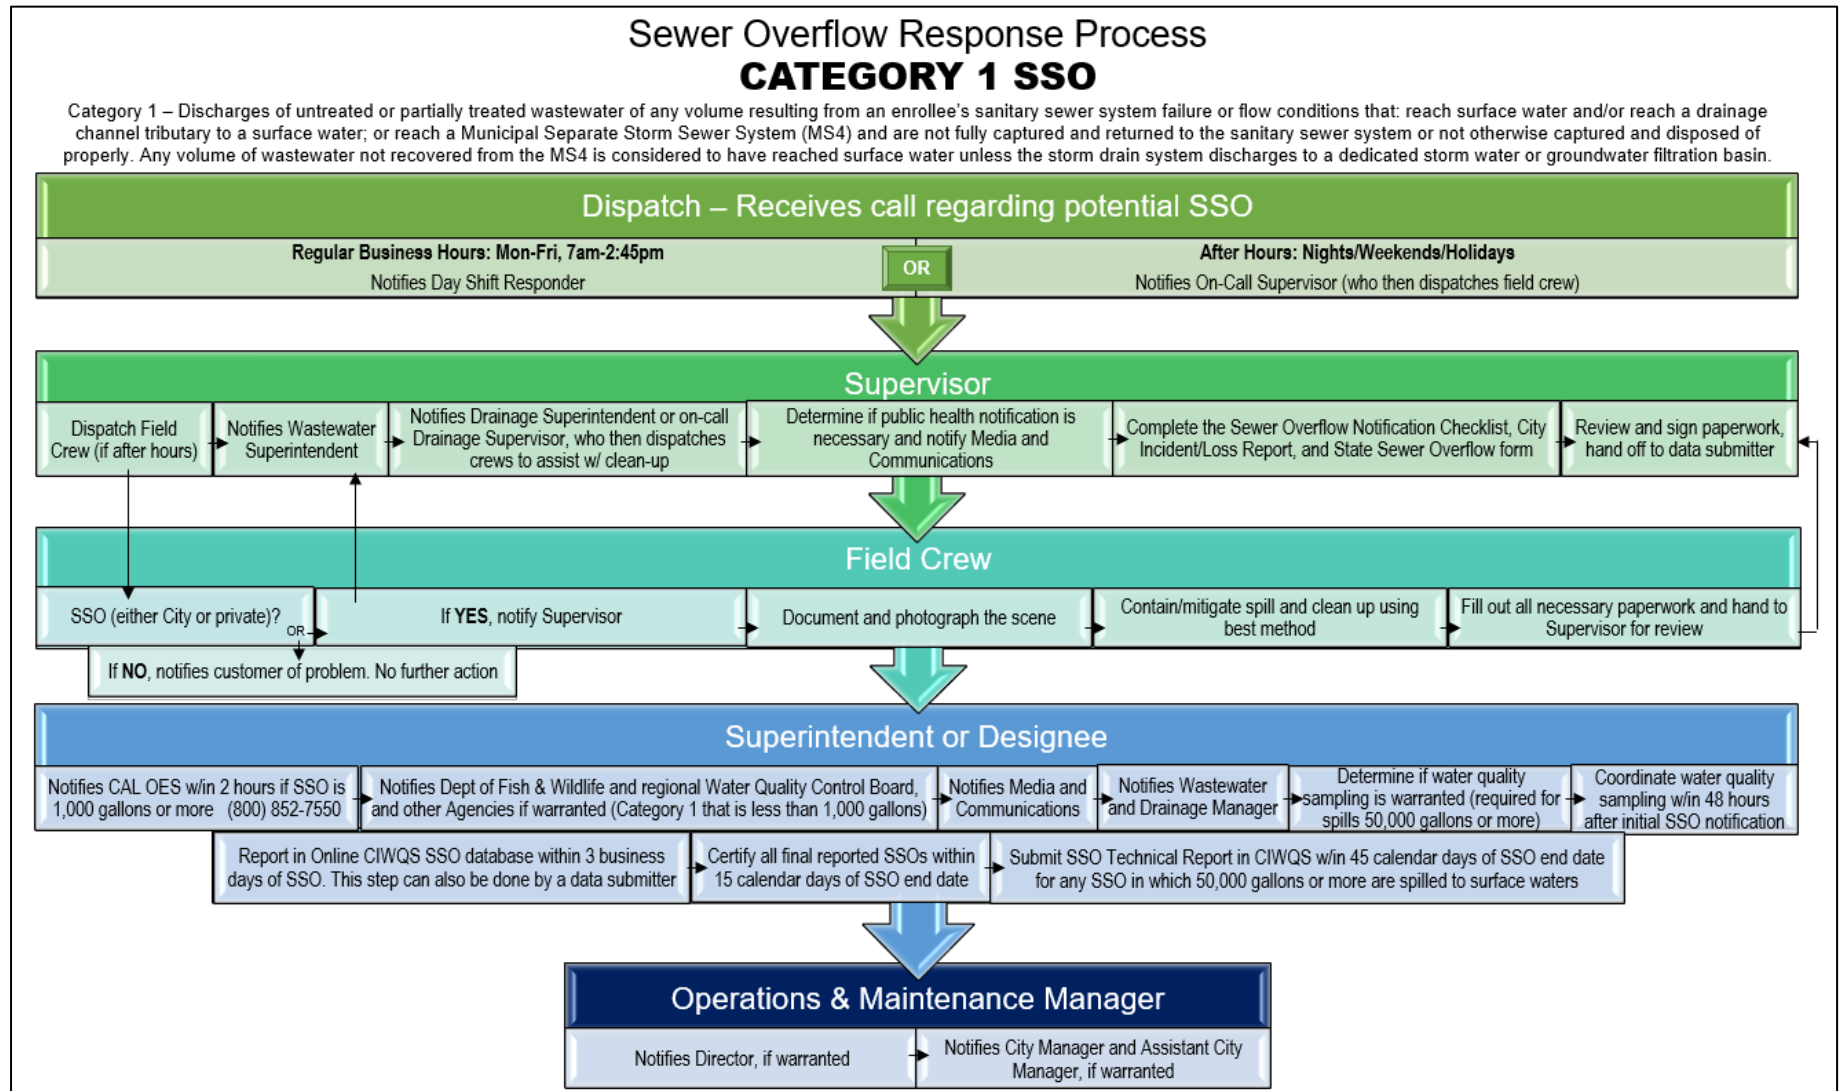 Sewer Overflow Response Process
CATEGORY 1 SSO
Category 1 – Discharges of untreated or partially treated wastewater of any volume resulting from an enrollee's sanitary sewer system failure or flow conditions that: reach surface water and/or reach a drainage
channel tributary to a surface water; or reach a Municipal Separate Storm Sewer System (MS4) and are not fully captured and returned to the sanitary sewer system or not otherwise captured and disposed of
properly. Any volume of wastewater not recovered from the MS4 is considered to have reached surface water unless the storm drain system discharges to a dedicated storm water or groundwater filtration basin.
Dispatch – Receives call regarding potential SSO
Regular Business Hours: Mon-Fri, 7am-2:45pm
Notifies Day Shift Responder
OR
After Hours: Nights/Weekends/Holidays
Notifies On-Call Supervisor (who then dispatches field crew)
Supervisor
Dispatch Field
Crew (if after hours)
Notifies Wastewater
Superintendent
Notifies Drainage Superintendent or on-call
Drainage Supervisor, who then dispatches
crews to assist w/ clean-up
Determine if public health notification is
necessary and notify Media and
Communications
Complete the Sewer Overflow Notification Checklist, City
Incident/Loss Report, and State Sewer Overflow form
Review and sign paperwork,
hand off to data submitter
Field Crew
SSO (either City or private)?
OR
If YES, notify Supervisor
Document and photograph the scene
Contain/mitigate spill and clean up using
best method
Fill out all necessary paperwork and hand to
Supervisor for review
If NO, notifies customer of problem. No further action
Superintendent or Designee
Notifies CAL OES w/in 2 hours if SSO is
1,000 gallons or more (800) 852-7550
Notifies Dept of Fish & Wildlife and regional Water Quality Control Board,
and other Agencies if warranted (Category 1 that is less than 1,000 gallons)
Notifies Media and
Communications
Notifies Wastewater
and Drainage Manager
Determine if water quality
sampling is warranted (required for
spills 50,000 gallons or more)
Coordinate water quality
sampling w/in 48 hours
after initial SSO notification
Report in Online CIWQS SSO database within 3 business
days of SSO. This step can also be done by a data submitter
Certify all final reported SSOs within
15 calendar days of SSO end date
Submit SSO Technical Report in CIWQS w/in 45 calendar days of SSO end date
for any SSO in which 50,000 gallons or more are spilled to surface waters
Operations & Maintenance Manager
Notifies Director, if warranted
Notifies City Manager and Assistant City
Manager, if warranted